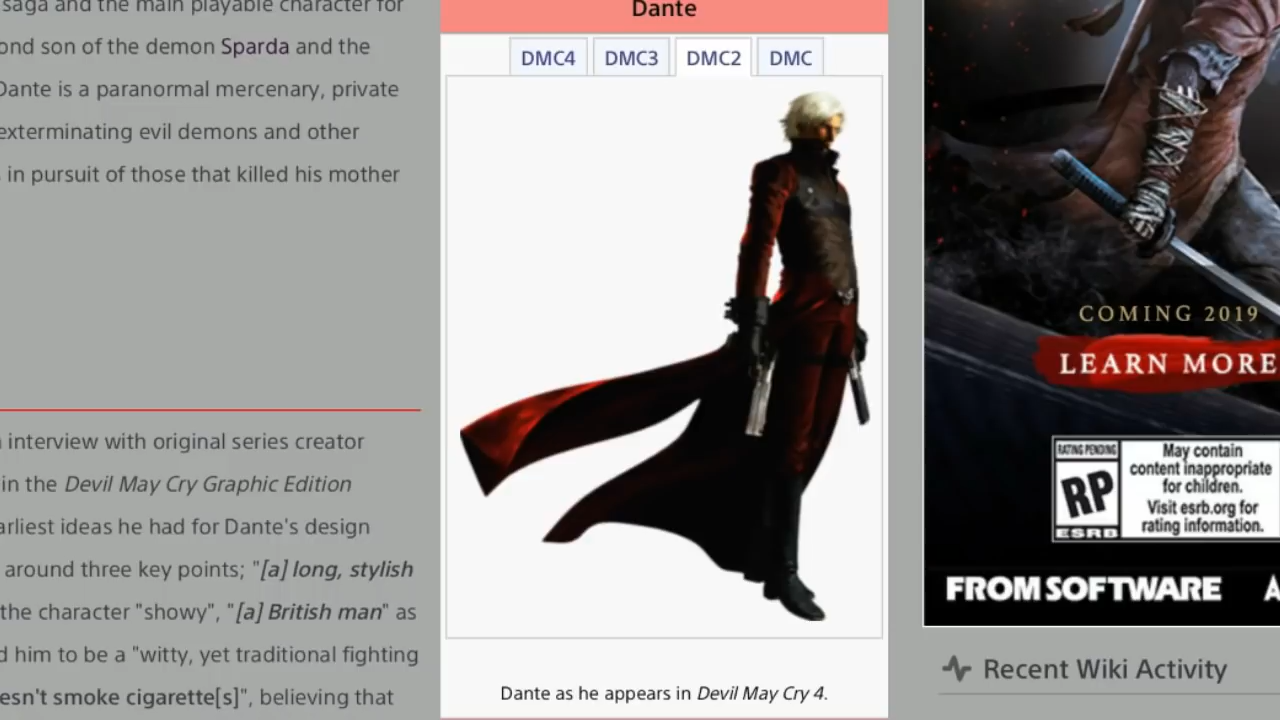 saga and the main playable character for
ond son of the demon Sparda and the
Dante is a paranormal mercenary, private
exterminating evil demons and other
in pursuit of those that killed his mother
interview with original series creator
in the Devil May Cry Graphic Edition
arliest ideas he had for Dante's design
around three key points; "[a] long, stylish
the character "showy", "[a] British man" as
d him to be a "witty, yet traditional fighting
esn't smoke cigarette[s]", believing that
Dante
DMC4
DMC3
DMC2
DMC
Dante as he appears in Devil May Cry 4.
COMING 2019
LEARN MORE
RATING PENDING
RP
ESRB
May contain
content inappropriate
for children.
Visit esrb.org for
rating information.
FROMSOFTWARE
A
Recent Wiki Activity